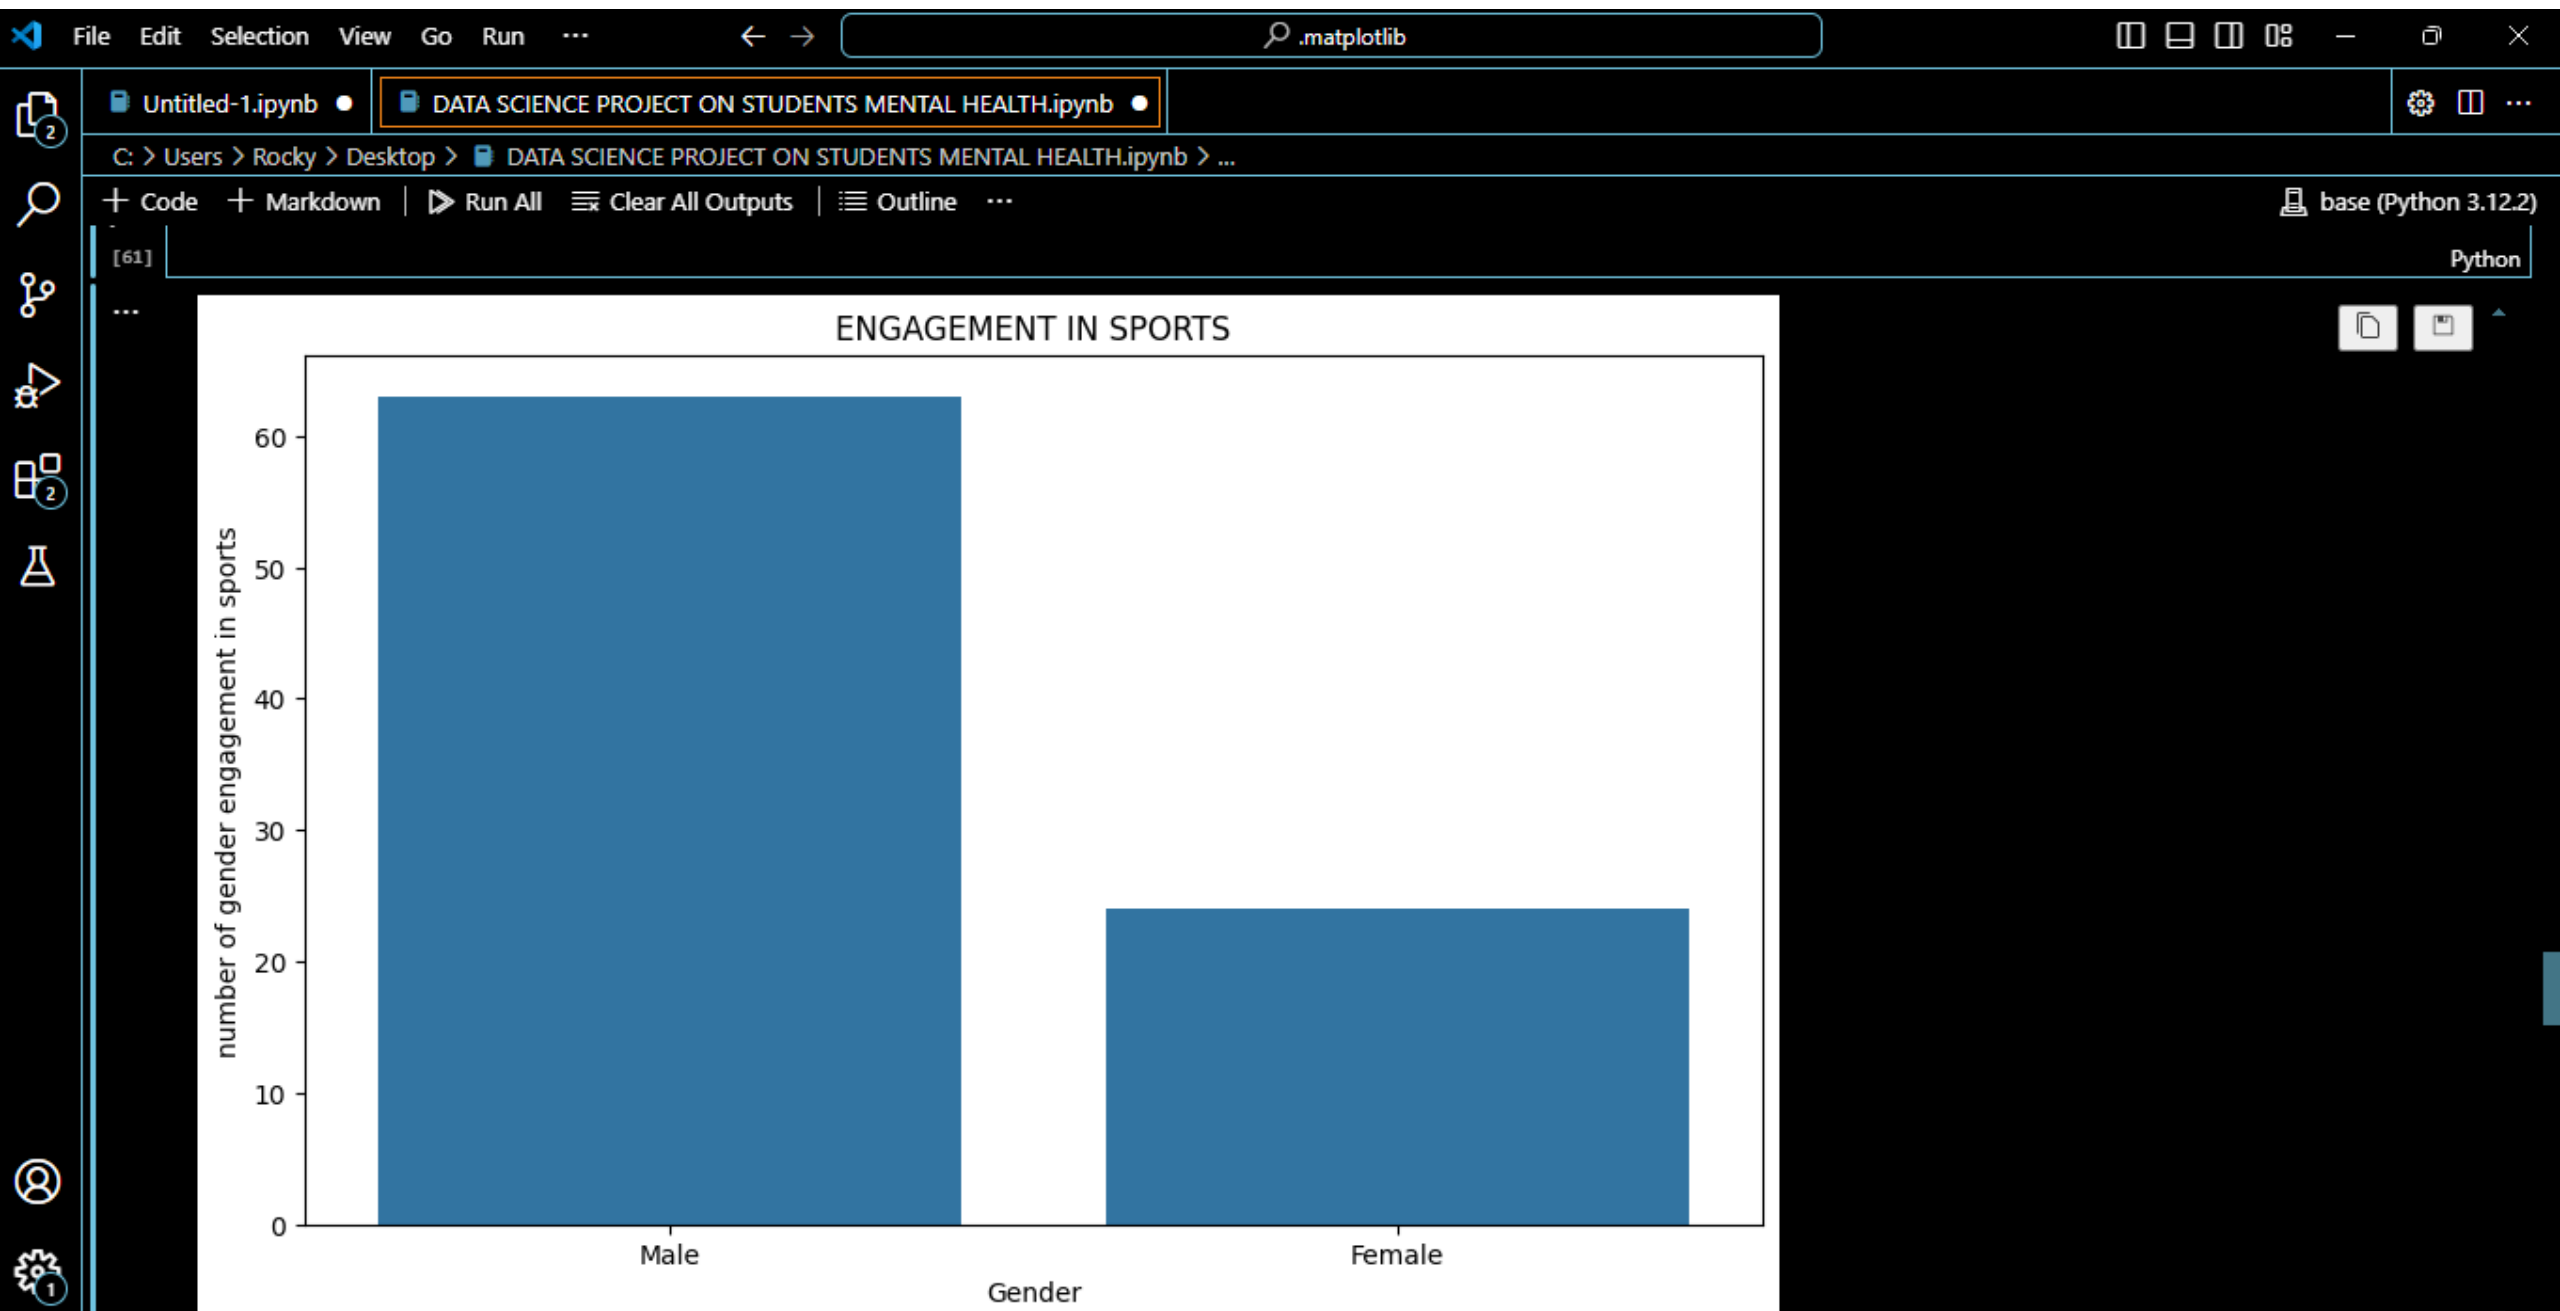 File Edit Selection View Go Run ... .matplotlib
Untitled-1.ipynb DATA SCIENCE PROJECT ON STUDENTS MENTAL HEALTH.ipynb ...
2
C: > Users > Rocky > Desktop > DATA SCIENCE PROJECT ON STUDENTS MENTAL HEALTH.ipynb > ...
+ Code + Markdown | Run All Clear All Outputs | Outline ... base (Python 3.12.2)
[61] Python
...
ENGAGEMENT IN SPORTS
number of gender engagement in sports
60
50
40
30
20
10
0
Male Female
Gender
2
1